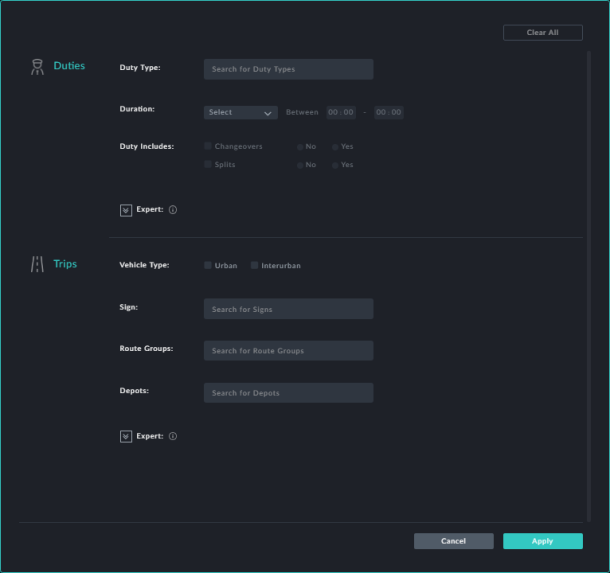 Clear All
Duties
Duty Type: Search for Duty Types
Duration: Select Between 00:00 - 00:00
Duty Includes: Changeovers No Yes
Splits No Yes
Expert:
Trips
Vehicle Type: Urban Interurban
Sign: Search for Signs
Route Groups: Search for Route Groups
Depots: Search for Depots
Expert:
Cancel Apply